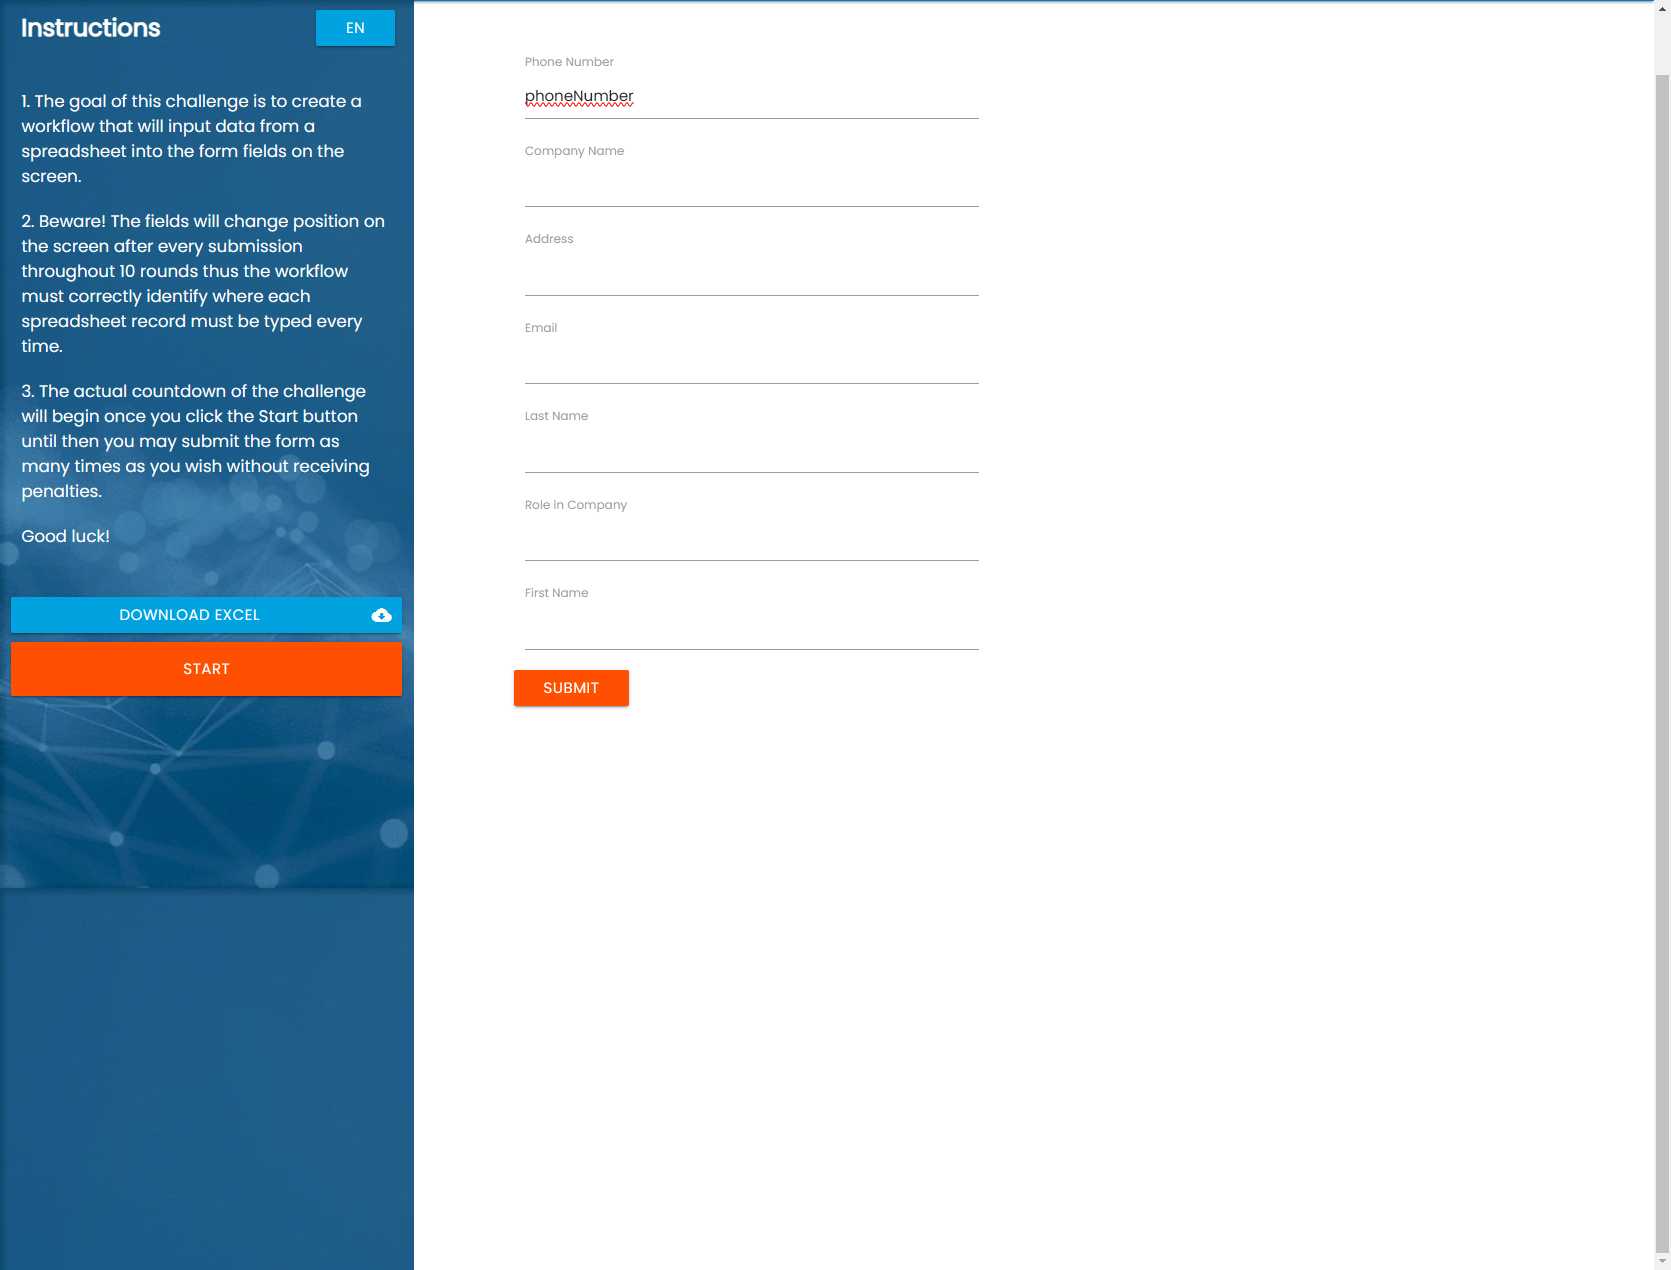 Instructions
EN
1. The goal of this challenge is to create a
workflow that will input data from a
spreadsheet into the form fields on the
screen.
2. Beware! The fields will change position on
the screen after every submission
throughout 10 rounds thus the workflow
must correctly identify where each
spreadsheet record must be typed every
time.
3. The actual countdown of the challenge
will begin once you click the Start button
until then you may submit the form as
many times as you wish without receiving
penalties.
Good luck!
DOWNLOAD EXCEL
START
Phone Number
phoneNumber
Company Name
Address
Email
Last Name
Role in Company
First Name
SUBMIT